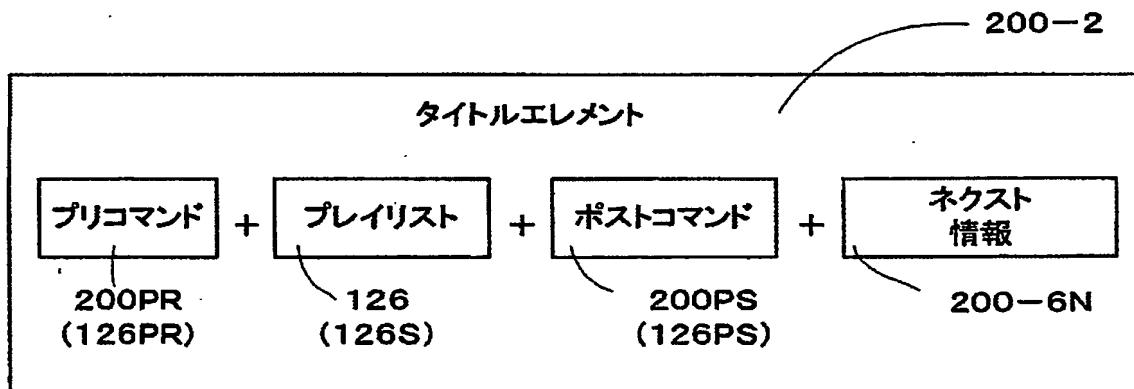 200-2
タイトルエレメント
プリコマンド + プレイリスト + ポストコマンド + ネクスト
情報
200PR 126 200PS 200-6N
(126PR) (126S) (126PS)